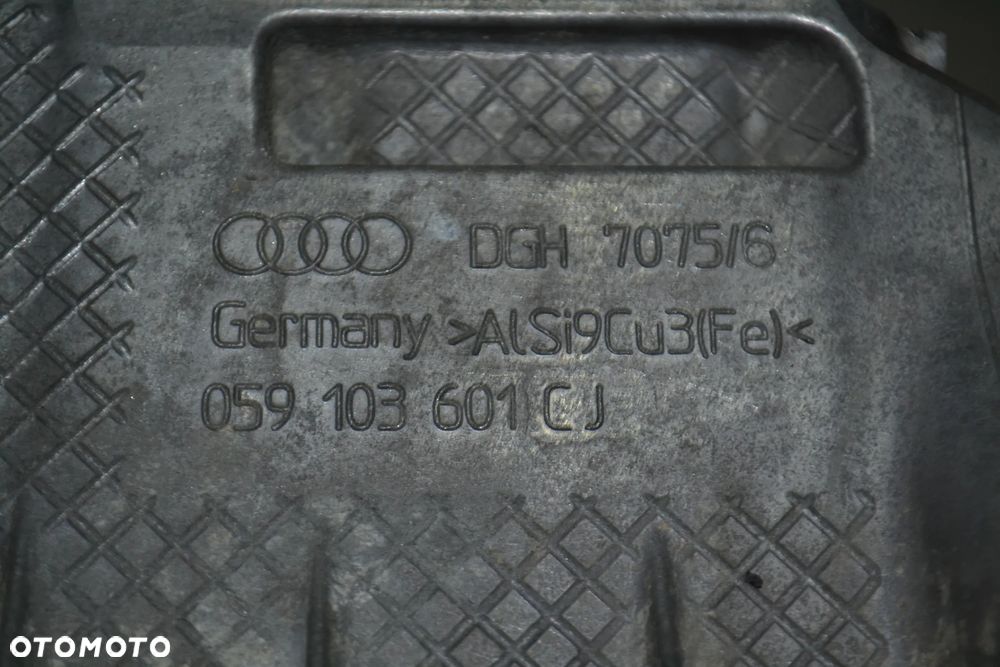 DGH 7075/6
Germany >AlSi9Cu3(Fe)<
059 103 601 CJ
OTOMOTO